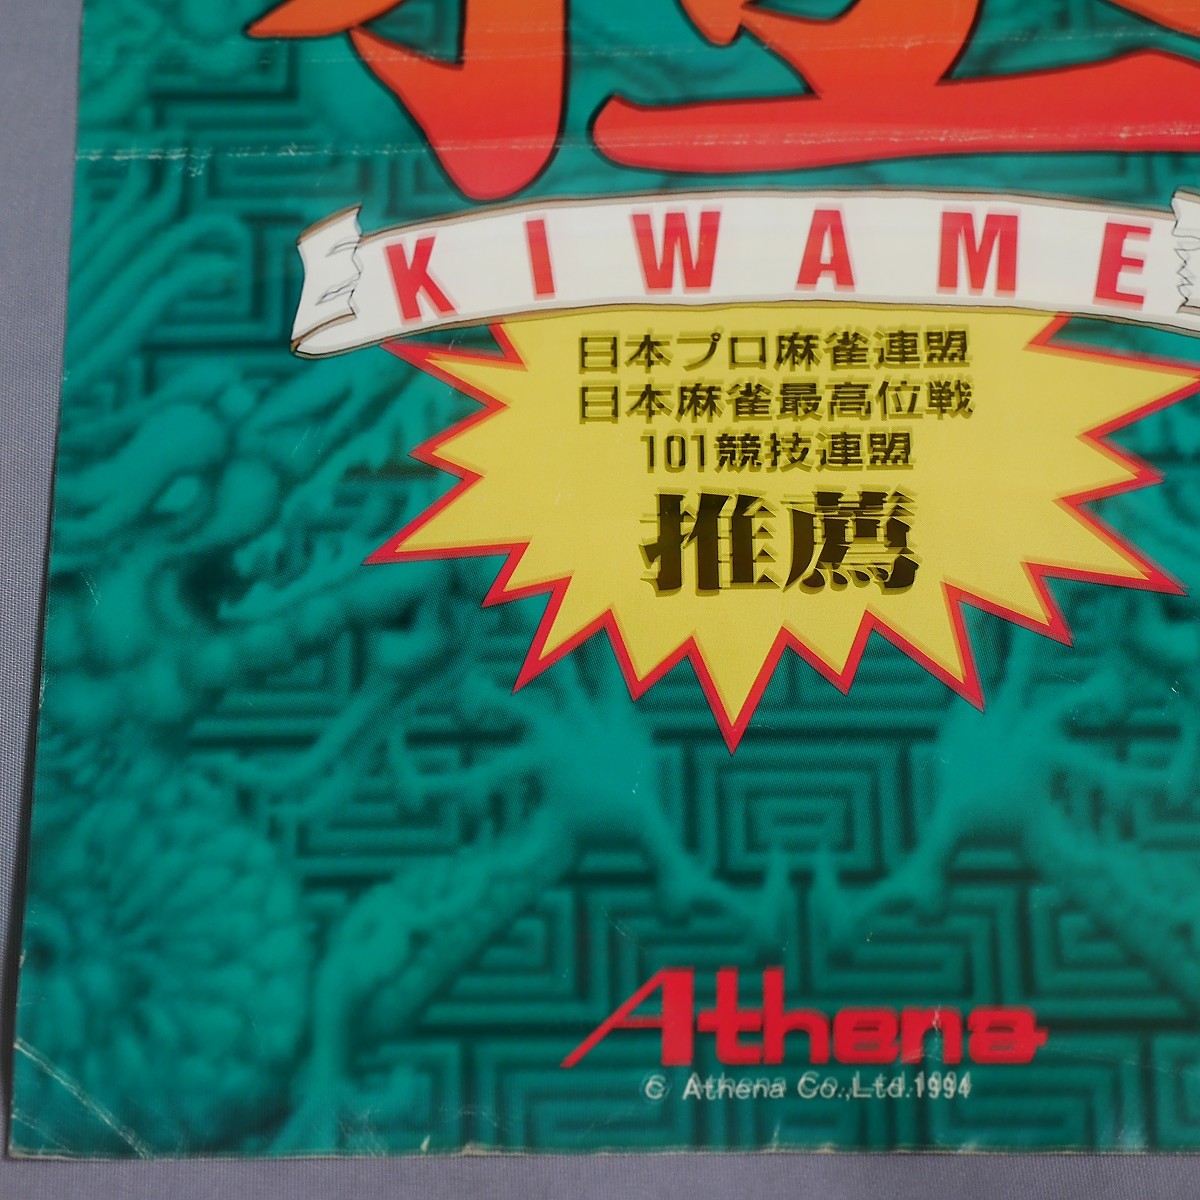 KIWAME
日本プロ麻雀連盟
日本麻雀最高位戦
101競技連盟
推薦
Athena
© Athena Co.,Ltd.1994